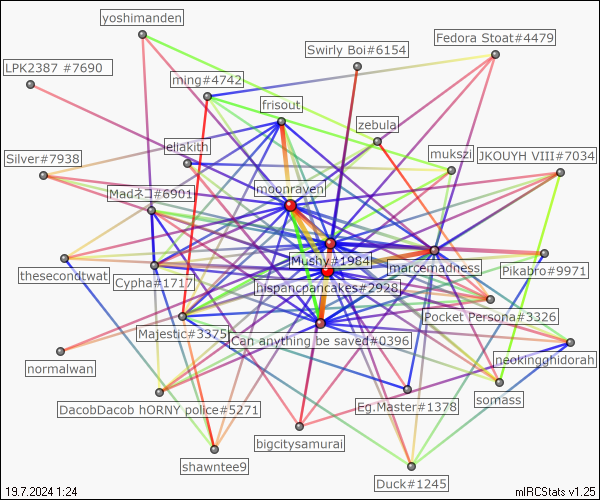 yoshimanden
Fedora Stoat#4479
Swirly Boi#6154
LPK2387 #7690
ming#4742
frisout
zebula
eliakith
mukszi
Silver#7938
JKOUYH VIII#7034
moonraven
Madネコ#6901
Mushy#1984
marcemadness
thesecondtwat
Cypha#1717
Pikabro#9971
hispancpancakes#2928
Pocket Persona#3326
Majestic#3375
Can anything be saved#0396
neokingghidorah
normalwan
somass
DacobDacob hORNY police#5271
Eg.Master#1378
bigcitysamurai
shawntee9
Duck#1245
19.7.2024 1:24
mIRCStats v1.25